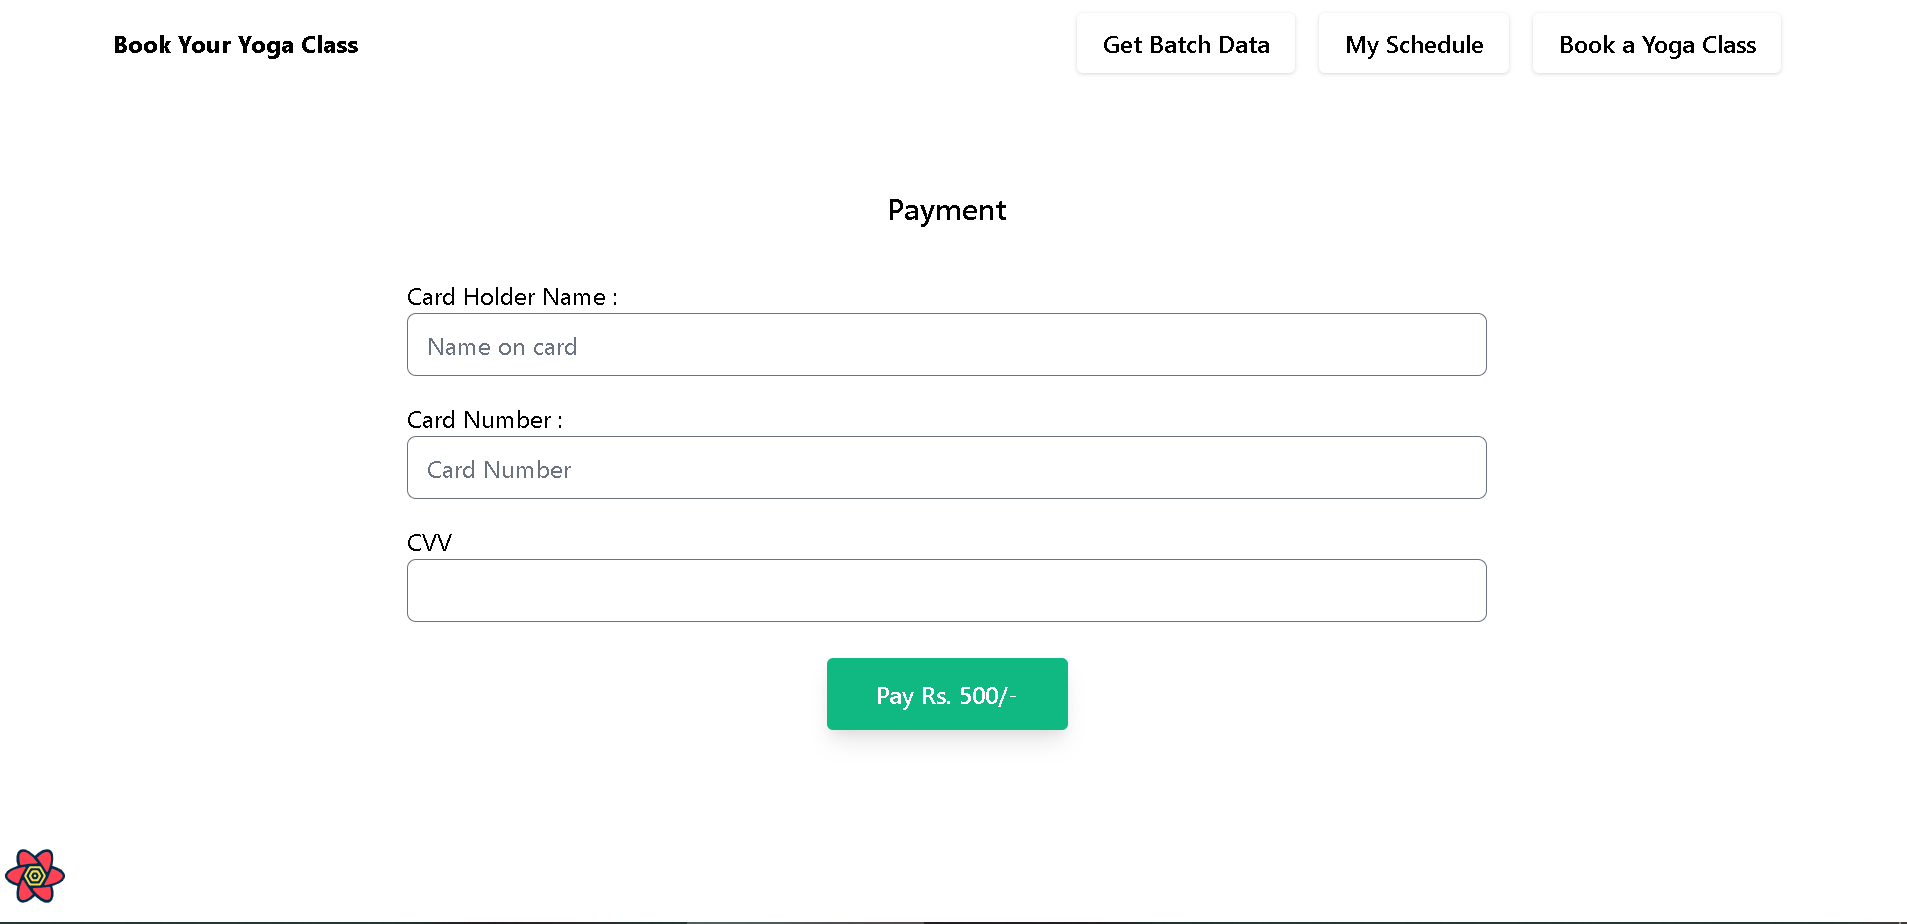 Book Your Yoga Class
Get Batch Data
My Schedule
Book a Yoga Class
Payment
Card Holder Name :
Name on card
Card Number :
Card Number
CVV
Pay Rs. 500/-